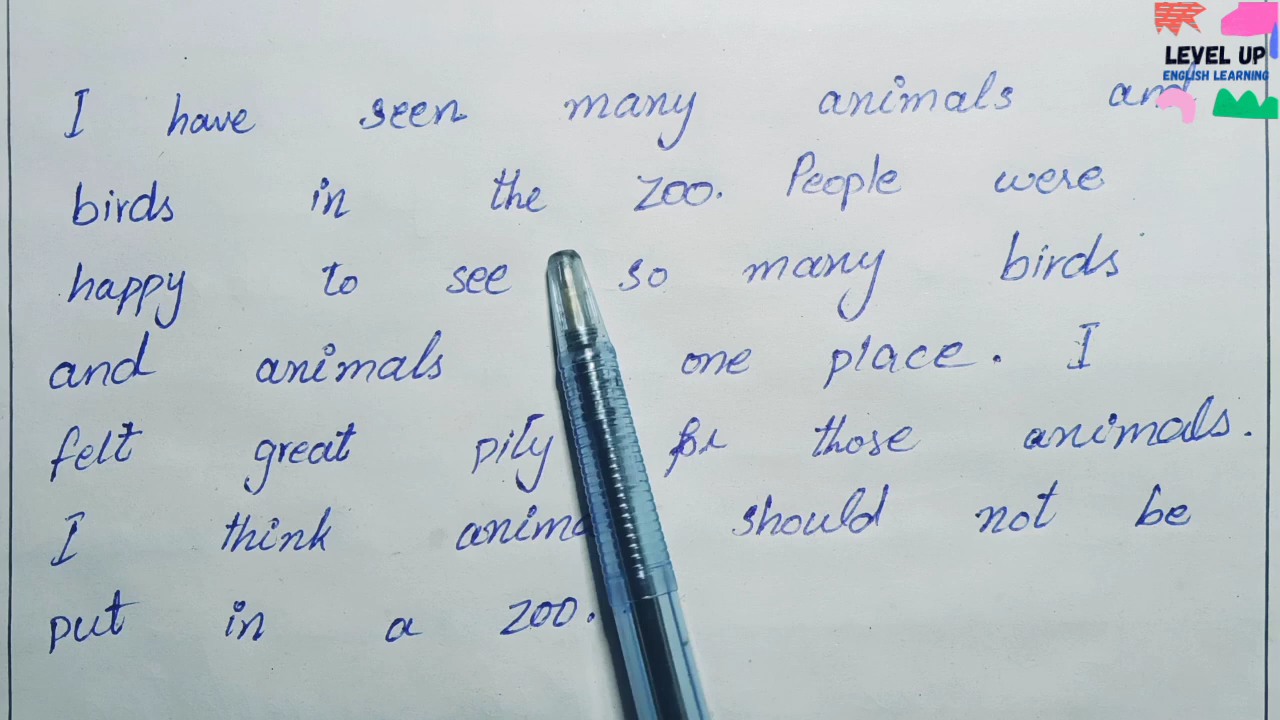 LEVEL UP
ENGLISH LEARNING
I have seen many animals and
birds in the zoo. People were
happy to see so many birds
and animals one place. I
felt great pity for those animals.
I think should not be
put in a zoo.